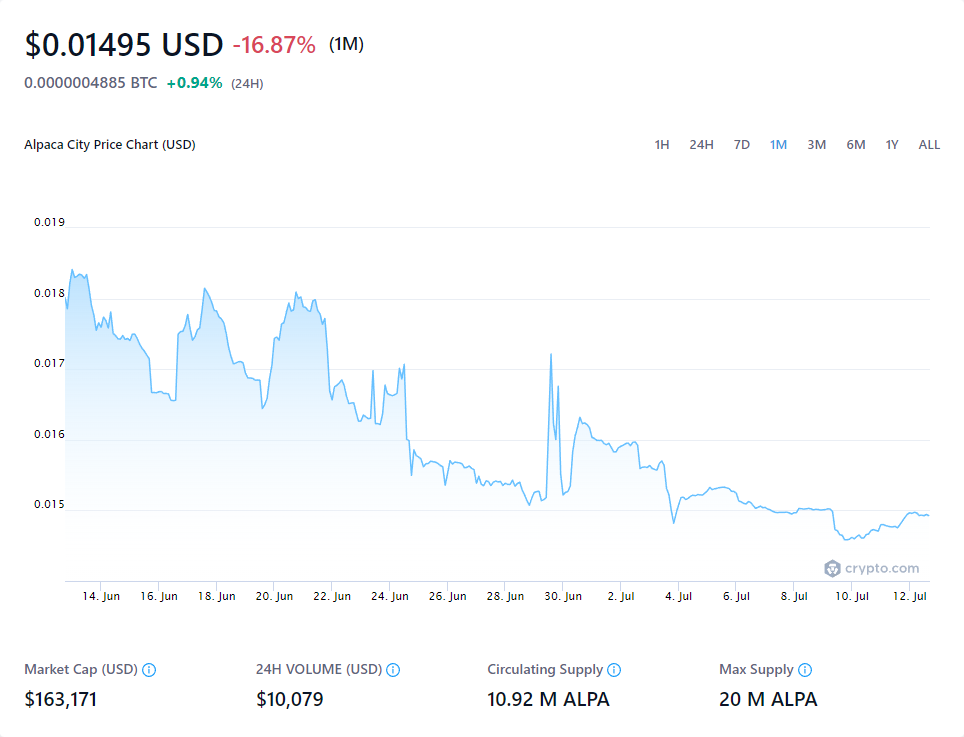 $0.01495 USD -16.87% (1M)
0.0000004885 BTC +0.94% (24H)
Alpaca City Price Chart (USD) 1H 24H 7D 1M 3M 6M 1Y ALL
0.019
0.018
0.017
0.016
0.015
crypto.com
14. Jun 16. Jun 18. Jun 20. Jun 22. Jun 24. Jun 26. Jun 28. Jun 30. Jun 2. Jul 4. Jul 6. Jul 8. Jul 10. Jul 12. Jul
Market Cap (USD) 24H VOLUME (USD) Circulating Supply Max Supply
$163,171 $10,079 10.92 M ALPA 20 M ALPA